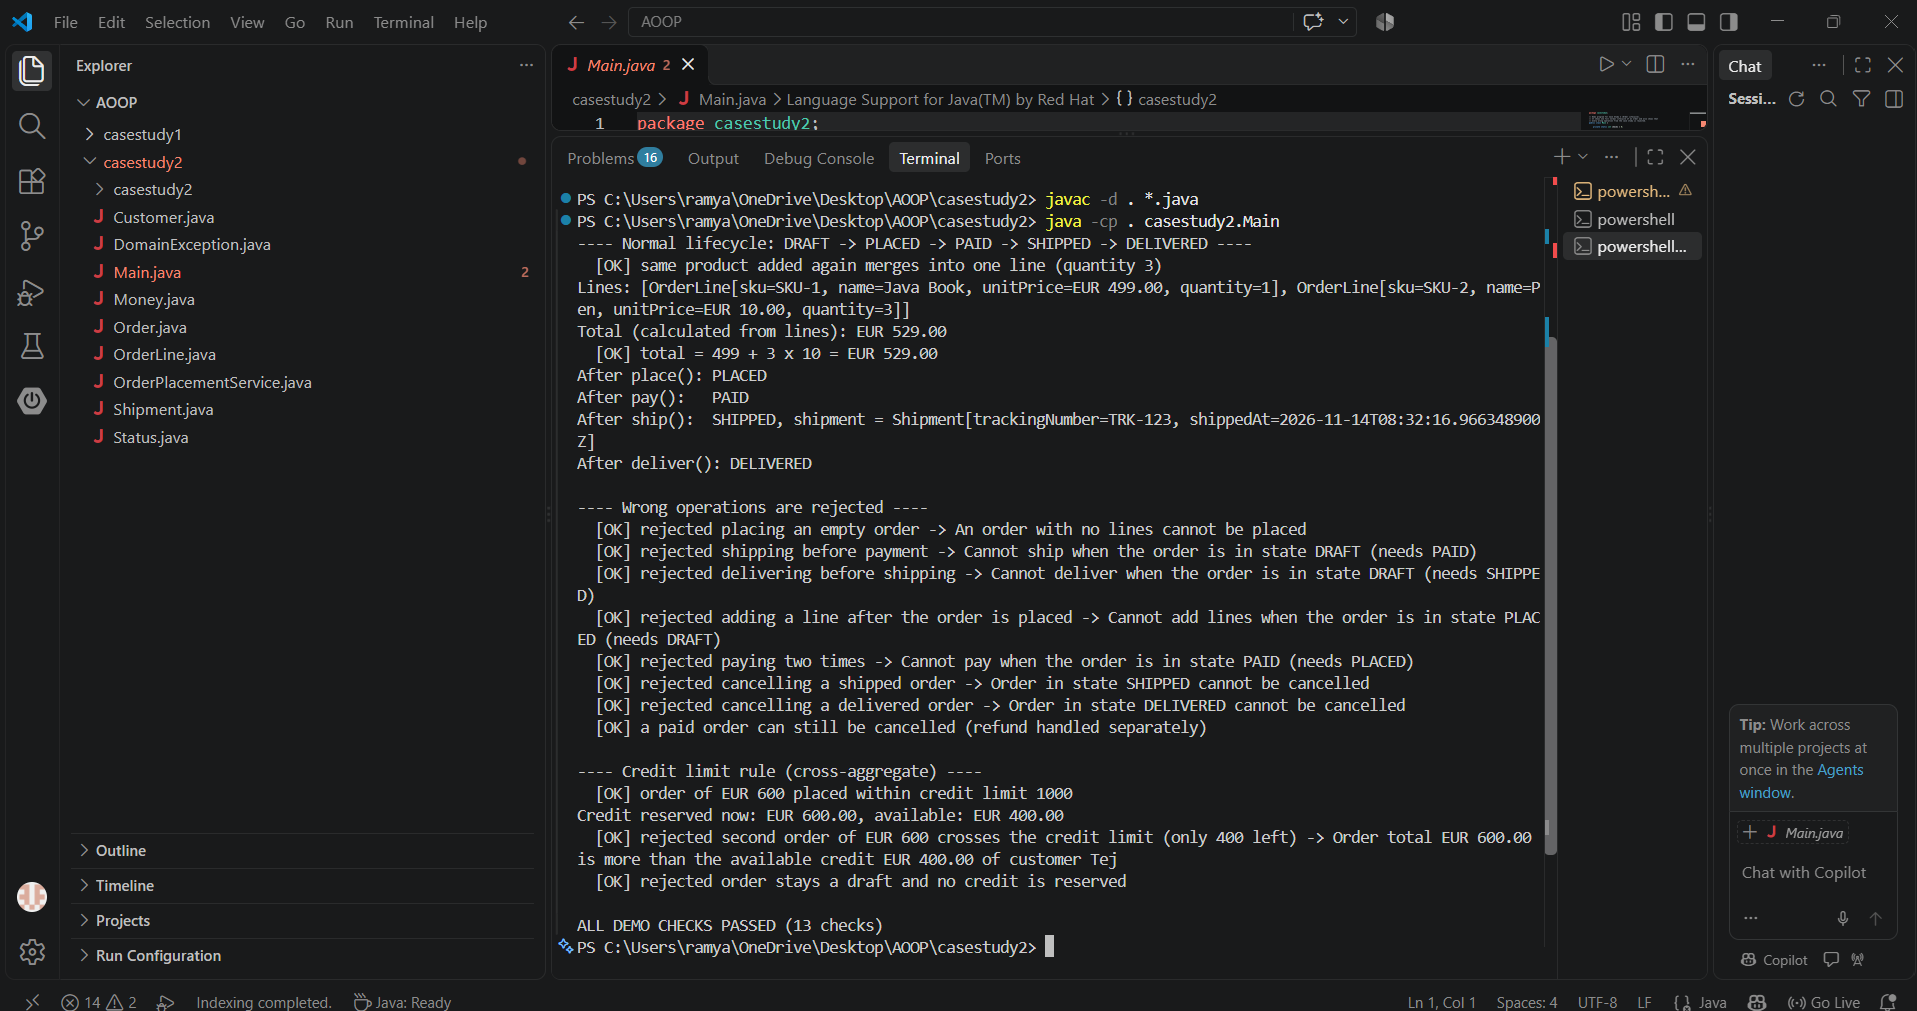 File Edit Selection View Go Run Terminal Help
AOOP
Explorer
AOOP
casestudy1
casestudy2
casestudy2
Customer.java
DomainException.java
Main.java 2
Money.java
Order.java
OrderLine.java
OrderPlacementService.java
Shipment.java
Status.java
Outline
Timeline
Projects
Run Configuration
Main.java 2
casestudy2 > Main.java > Language Support for Java(TM) by Red Hat > { } casestudy2
1 package casestudy2;
Problems 16 Output Debug Console Terminal Ports
PS C:\Users\ramya\OneDrive\Desktop\AOOP\casestudy2> javac -d . *.java
PS C:\Users\ramya\OneDrive\Desktop\AOOP\casestudy2> java -cp . casestudy2.Main
---- Normal lifecycle: DRAFT -> PLACED -> PAID -> SHIPPED -> DELIVERED ----
[OK] same product added again merges into one line (quantity 3)
Lines: [OrderLine[sku=SKU-1, name=Java Book, unitPrice=EUR 499.00, quantity=1], OrderLine[sku=SKU-2, name=P
en, unitPrice=EUR 10.00, quantity=3]]
Total (calculated from lines): EUR 529.00
[OK] total = 499 + 3 x 10 = EUR 529.00
After place(): PLACED
After pay(): PAID
After ship(): SHIPPED, shipment = Shipment[trackingNumber=TRK-123, shippedAt=2026-11-14T08:32:16.966348900
Z]
After deliver(): DELIVERED
---- Wrong operations are rejected ----
[OK] rejected placing an empty order -> An order with no lines cannot be placed
[OK] rejected shipping before payment -> Cannot ship when the order is in state DRAFT (needs PAID)
[OK] rejected delivering before shipping -> Cannot deliver when the order is in state DRAFT (needs SHIPPE
D)
[OK] rejected adding a line after the order is placed -> Cannot add lines when the order is in state PLAC
ED (needs DRAFT)
[OK] rejected paying two times -> Cannot pay when the order is in state PAID (needs PLACED)
[OK] rejected cancelling a shipped order -> Order in state SHIPPED cannot be cancelled
[OK] rejected cancelling a delivered order -> Order in state DELIVERED cannot be cancelled
[OK] a paid order can still be cancelled (refund handled separately)
---- Credit limit rule (cross-aggregate) ----
[OK] order of EUR 600 placed within credit limit 1000
Credit reserved now: EUR 600.00, available: EUR 400.00
[OK] rejected second order of EUR 600 crosses the credit limit (only 400 left) -> Order total EUR 600.00
is more than the available credit EUR 400.00 of customer Tej
[OK] rejected order stays a draft and no credit is reserved
ALL DEMO CHECKS PASSED (13 checks)
PS C:\Users\ramya\OneDrive\Desktop\AOOP\casestudy2>
powersh...
powershell
powershell...
Chat
Sessi...
Tip: Work across
multiple projects at
once in the Agents
window.
Main.java
Chat with Copilot
Copilot
14 2 Indexing completed. Java: Ready
Ln 1, Col 1 Spaces: 4 UTF-8 LF { } Java Go Live